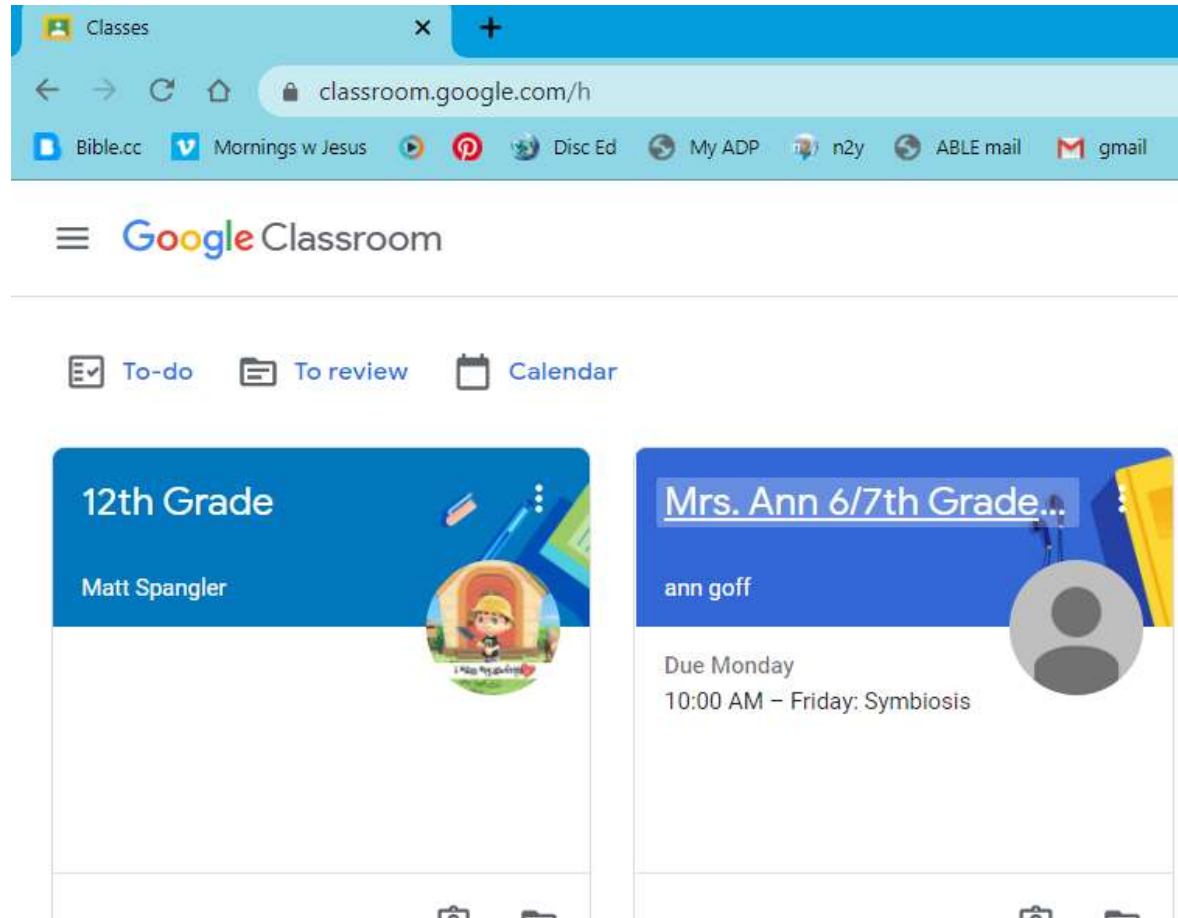 Classes
classroom.google.com/h
Bible.cc Mornings w Jesus Disc Ed My ADP n2y ABLE mail gmail
Google Classroom
To-do To review Calendar
12th Grade
Matt Spangler
Mrs. Ann 6/7th Grade...
ann goff
Due Monday
10:00 AM – Friday: Symbiosis